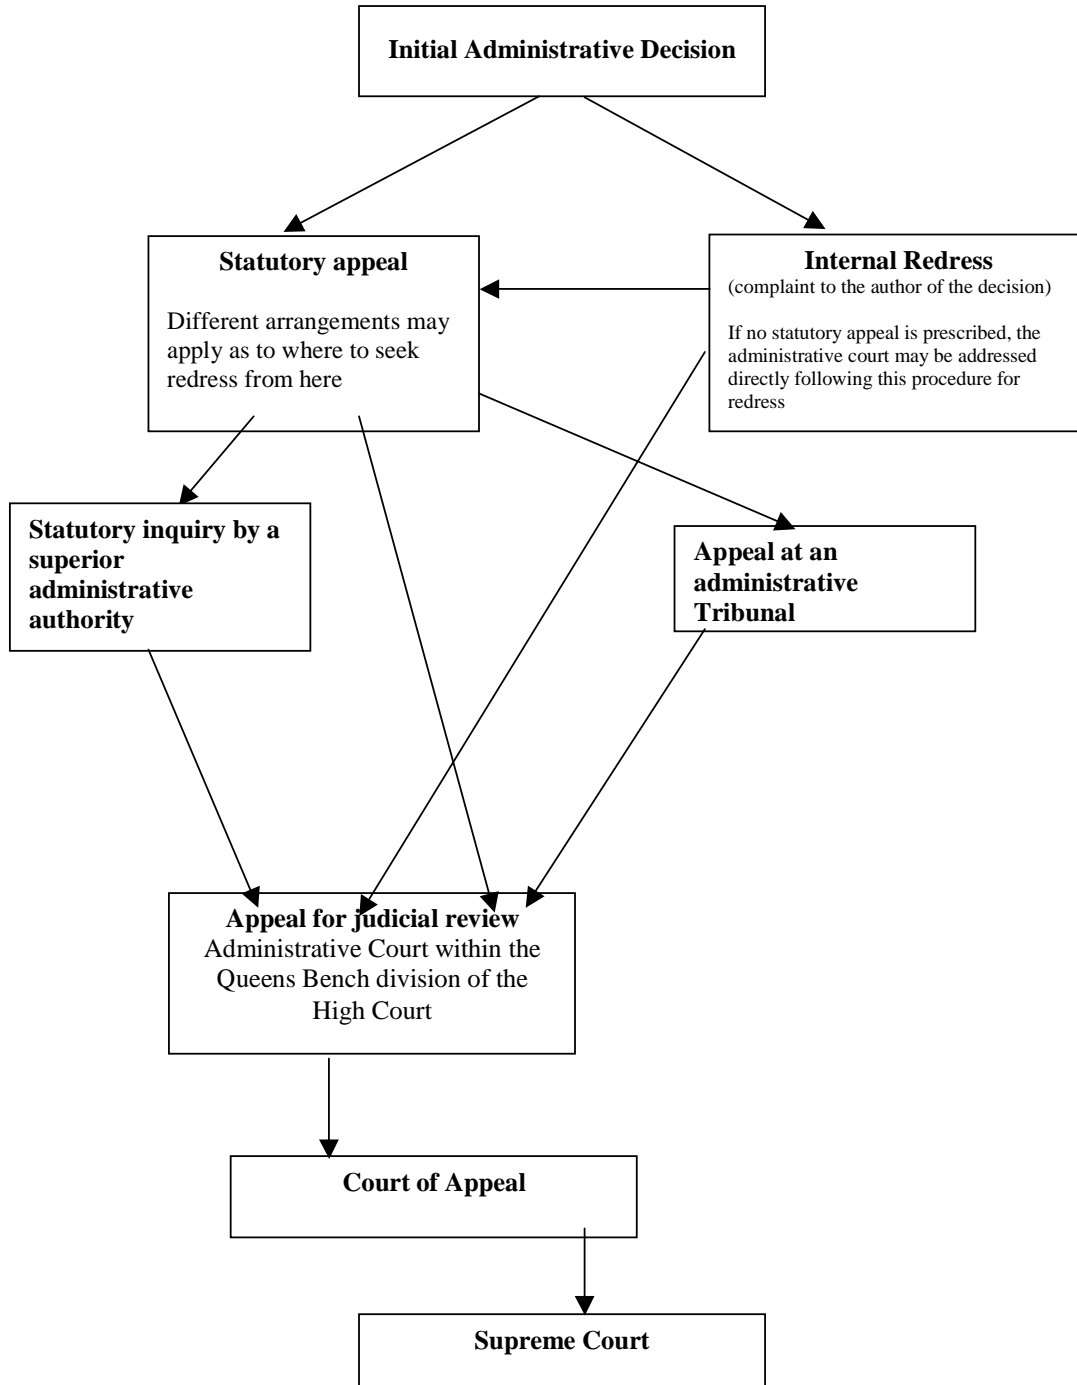 Initial Administrative Decision
Statutory appeal
Different arrangements may
apply as to where to seek
redress from here
Internal Redress
(complaint to the author of the decision)
If no statutory appeal is prescribed, the
administrative court may be addressed
directly following this procedure for
redress
Statutory inquiry by a
superior
administrative
authority
Appeal at an
administrative
Tribunal
Appeal for judicial review
Administrative Court within the
Queens Bench division of the
High Court
Court of Appeal
Supreme Court